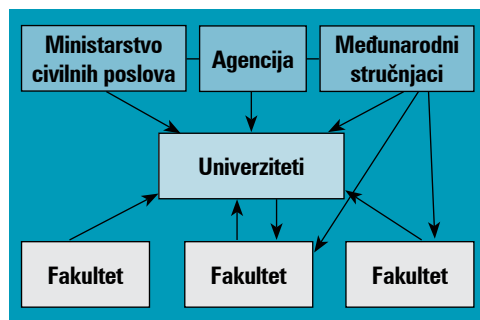 Ministarstvo
civilnih poslova
Agencija
Međunarodni
stručnjaci
Univerziteti
Fakultet
Fakultet
Fakultet